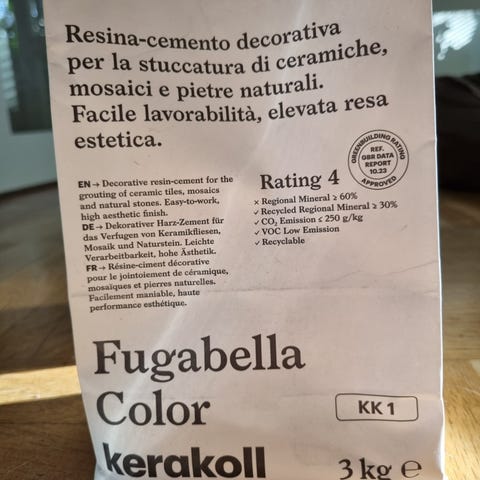 Resina-cemento decorativa
per la stuccatura di ceramiche,
mosaici e pietre naturali.
Facile lavorabilità, elevata resa
estetica.
EN → Decorative resin-cement for the
grouting of ceramic tiles, mosaics
and natural stones. Easy-to-work,
high aesthetic finish.
DE → Dekorativer Harz-Zement für
das Verfugen von Keramikfliesen,
Mosaik und Naturstein. Leichte
Verarbeitbarkeit, hohe Ästhetik.
FR → Résine-ciment décorative
pour le jointoiement de céramique,
mosaïques et pierres naturelles.
Facilement maniable, haute
performance esthétique.
GREENBUILDING RATING
REF.
GBR DATA
REPORT
10.23
APPROVED
Rating 4
× Regional Mineral ≥ 60%
✓ Recycled Regional Mineral ≥ 30%
✓ CO₂ Emission ≤ 250 g/kg
✓ VOC Low Emission
✓ Recyclable
Fugabella
Color
KK 1
kerakoll
3 kg ℮